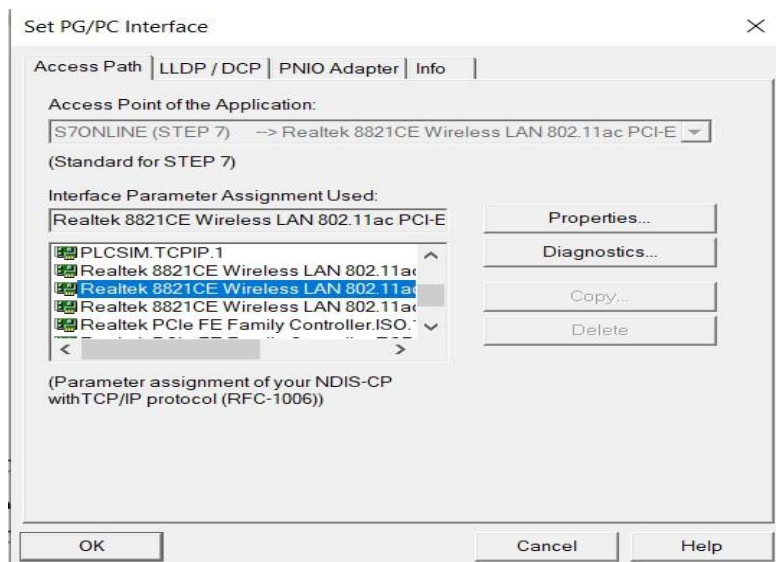 Set PG/PC Interface
Access Path LLDP / DCP PNIO Adapter Info
Access Point of the Application:
S7ONLINE (STEP 7) --> Realtek 8821CE Wireless LAN 802.11ac PCI-E
(Standard for STEP 7)
Interface Parameter Assignment Used:
Realtek 8821CE Wireless LAN 802.11ac PCI-E
Properties...
PLCSIM.TCPIP.1
Diagnostics...
Realtek 8821CE Wireless LAN 802.11ac
Realtek 8821CE Wireless LAN 802.11ac
Copy...
Realtek 8821CE Wireless LAN 802.11ac
Realtek PCIe FE Family Controller.ISO.
Delete
(Parameter assignment of your NDIS-CP
withTCP/IP protocol (RFC-1006))
OK Cancel Help